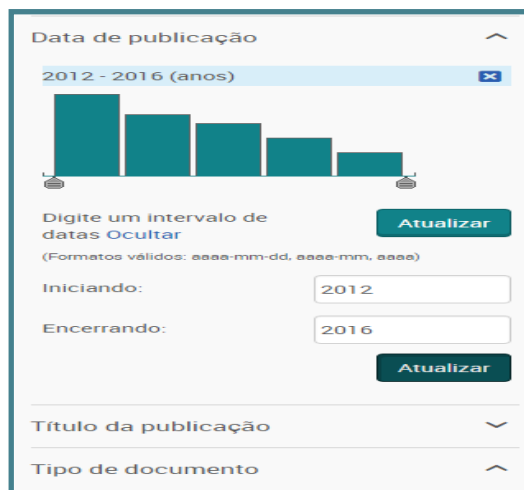 Data de publicação
2012 - 2016 (anos)
Digite um intervalo de
datas Ocultar
Atualizar
(Formatos válidos: aaaa-mm-dd, aaaa-mm, aaaa)
Iniciando:
2012
Encerrando:
2016
Atualizar
Título da publicação
Tipo de documento